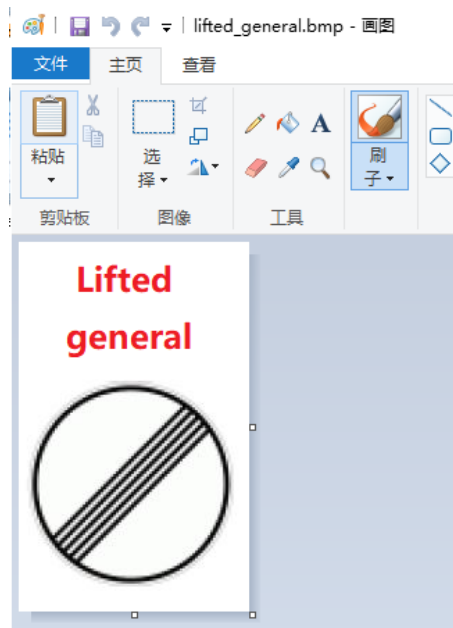 lifted_general.bmp - 画图
文件 主页 查看
粘贴
选择
刷子
A
剪贴板 图像 工具
Lifted
general